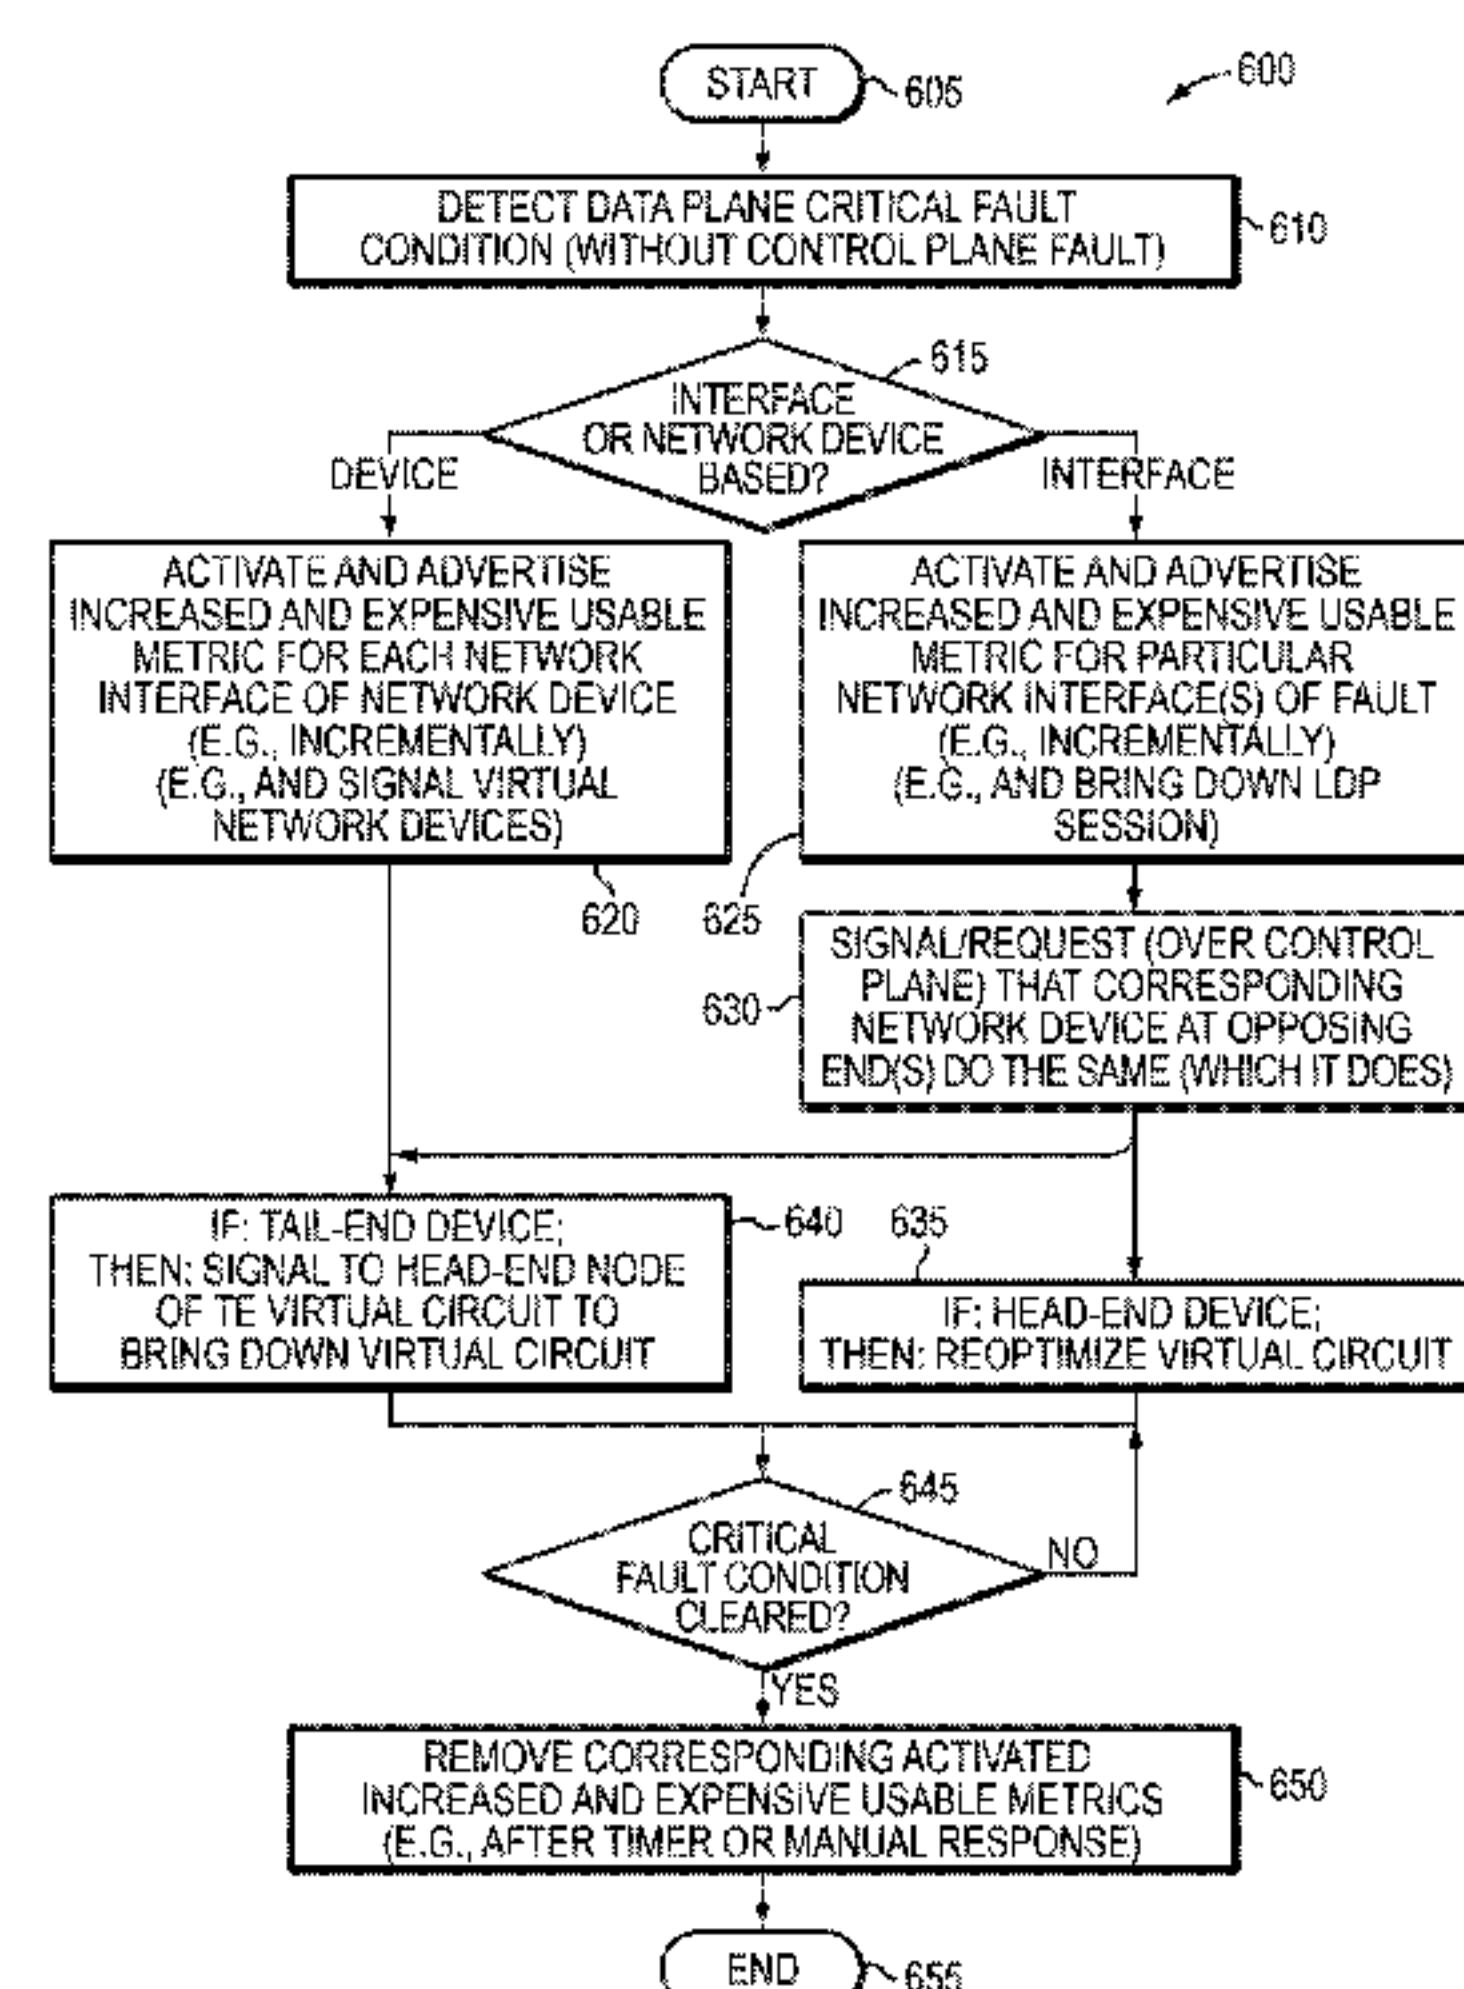 START
605
600
DETECT DATA PLANE CRITICAL FAULT
CONDITION (WITHOUT CONTROL PLANE FAULT)
610
615
INTERFACE
OR NETWORK DEVICE
BASED?
DEVICE
INTERFACE
ACTIVATE AND ADVERTISE
INCREASED AND EXPENSIVE USABLE
METRIC FOR EACH NETWORK
INTERFACE OF NETWORK DEVICE
(E.G., INCREMENTALLY)
(E.G., AND SIGNAL VIRTUAL
NETWORK DEVICES)
620
ACTIVATE AND ADVERTISE
INCREASED AND EXPENSIVE USABLE
METRIC FOR PARTICULAR
NETWORK INTERFACE(S) OF FAULT
(E.G., INCREMENTALLY)
(E.G., AND BRING DOWN LDP
SESSION)
625
SIGNAL/REQUEST (OVER CONTROL
PLANE) THAT CORRESPONDING
NETWORK DEVICE AT OPPOSING
END(S) DO THE SAME (WHICH IT DOES)
630
IF: TAIL-END DEVICE;
THEN: SIGNAL TO HEAD-END NODE
OF TE VIRTUAL CIRCUIT TO
BRING DOWN VIRTUAL CIRCUIT
640
635
IF: HEAD-END DEVICE;
THEN: REOPTIMIZE VIRTUAL CIRCUIT
645
CRITICAL
FAULT CONDITION
CLEARED?
NO
YES
REMOVE CORRESPONDING ACTIVATED
INCREASED AND EXPENSIVE USABLE METRICS
(E.G., AFTER TIMER OR MANUAL RESPONSE)
650
END
655